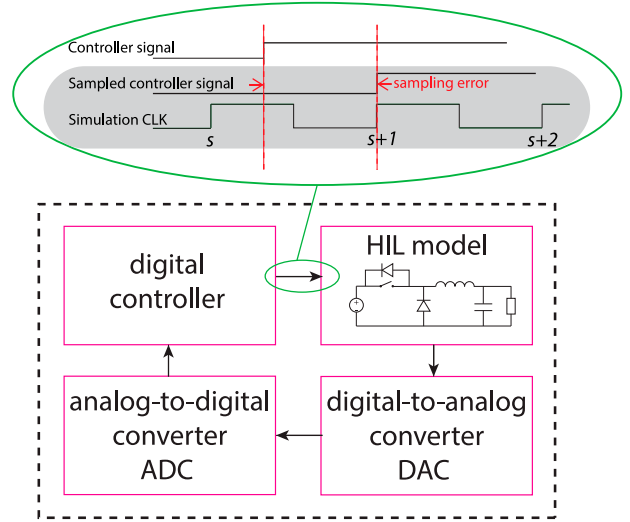 Controller signal
Sampled controller signal
sampling error
Simulation CLK
s
s+1
s+2
digital
controller
HIL model
analog-to-digital
converter
ADC
digital-to-analog
converter
DAC